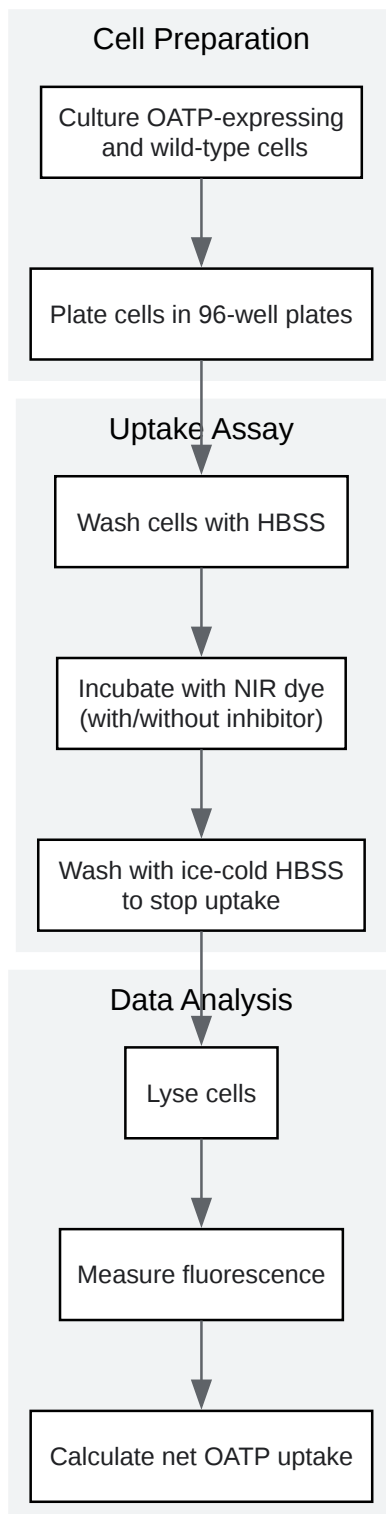 Cell Preparation
Culture OATP-expressing
and wild-type cells
Plate cells in 96-well plates
Uptake Assay
Wash cells with HBSS
Incubate with NIR dye
(with/without inhibitor)
Wash with ice-cold HBSS
to stop uptake
Data Analysis
Lyse cells
Measure fluorescence
Calculate net OATP uptake